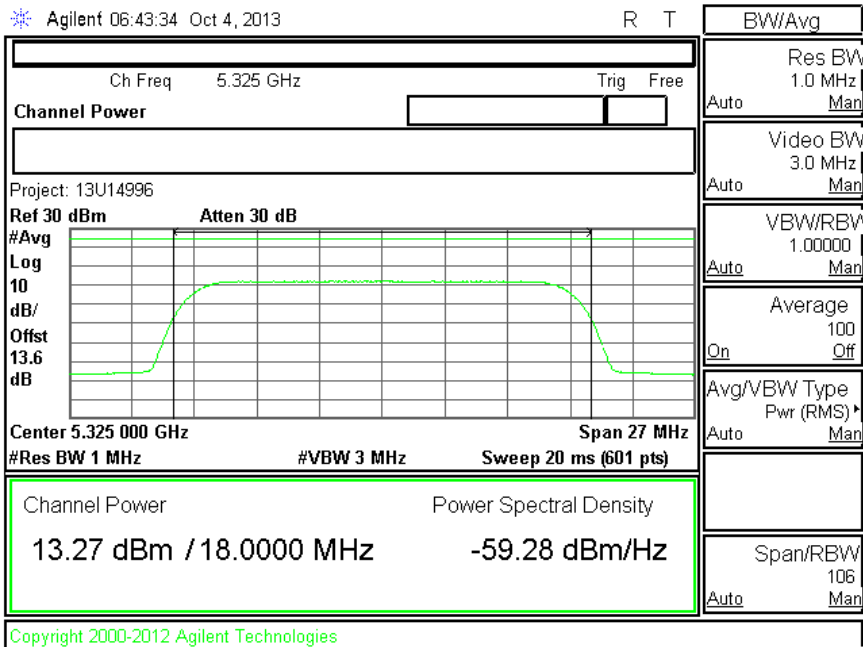 Agilent 06:43:34 Oct 4, 2013 R T
Ch Freq 5.325 GHz Trig Free
Channel Power
Project: 13U14996
Ref 30 dBm Atten 30 dB
#Avg
Log
10
dB/
Offst
13.6
dB
Center 5.325 000 GHz Span 27 MHz
#Res BW 1 MHz #VBW 3 MHz Sweep 20 ms (601 pts)
Channel Power Power Spectral Density
13.27 dBm / 18.0000 MHz -59.28 dBm/Hz
Copyright 2000-2012 Agilent Technologies
BW/Avg
Res BW
1.0 MHz
Auto Man
Video BW
3.0 MHz
Auto Man
VBW/RBW
1.00000
Auto Man
Average
100
On Off
Avg/VBW Type
Pwr (RMS)
Auto Man
Span/RBW
106
Auto Man